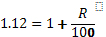 1.12 = 1 + R/100